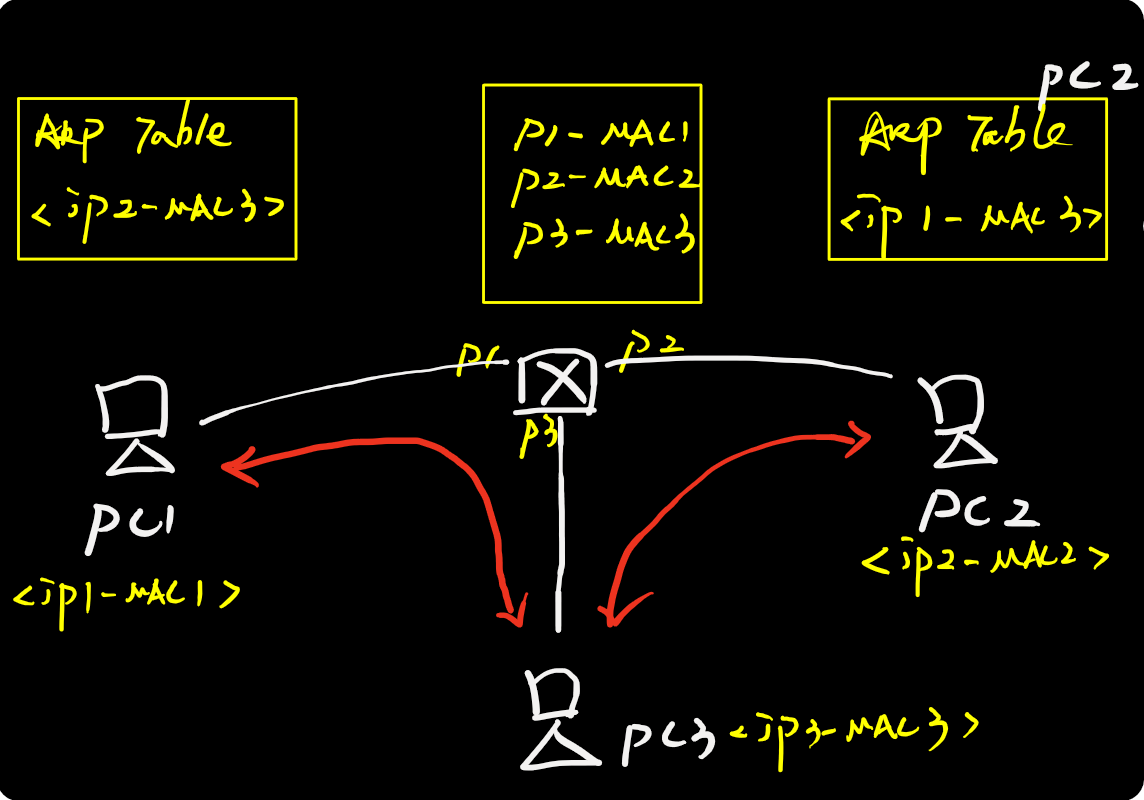 PC2
ARP Table
<ip2-MAC3>
P1-MAC1
P2-MAC2
P3-MAC3
ARP Table
<ip1-MAC3>
P1
P2
P3
PC1
<ip1-MAC1>
PC2
<ip2-MAC2>
PC3 <ip3-MAC3>